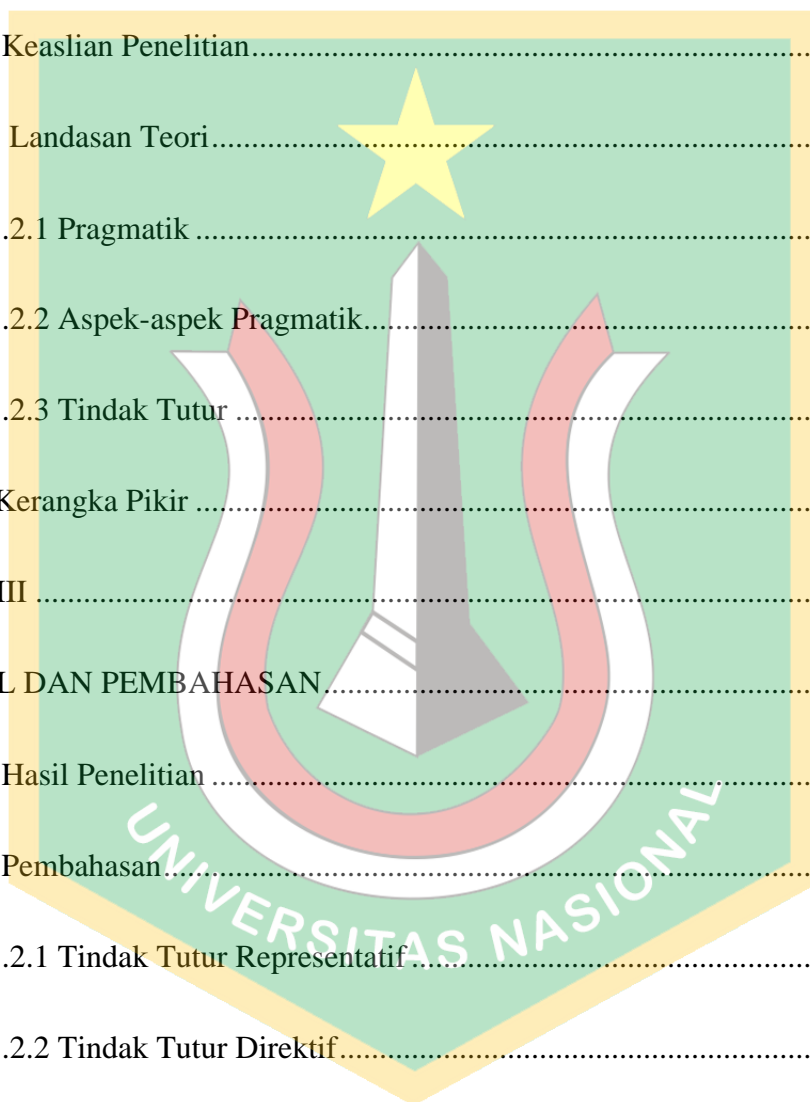 Keaslian Penelitian........................................................................
Landasan Teori............................................................................
.2.1 Pragmatik ..............................................................................
.2.2 Aspek-aspek Pragmatik........................................................
.2.3 Tindak Tutur .........................................................................
Kerangka Pikir ..............................................................................
III ..................................................................................................
L DAN PEMBAHASAN.............................................................
Hasil Penelitian ............................................................................
Pembahasan..................................................................................
.2.1 Tindak Tutur Representatif..................................................
.2.2 Tindak Tutur Direktif...........................................................
UNIVERSITAS NASIONAL